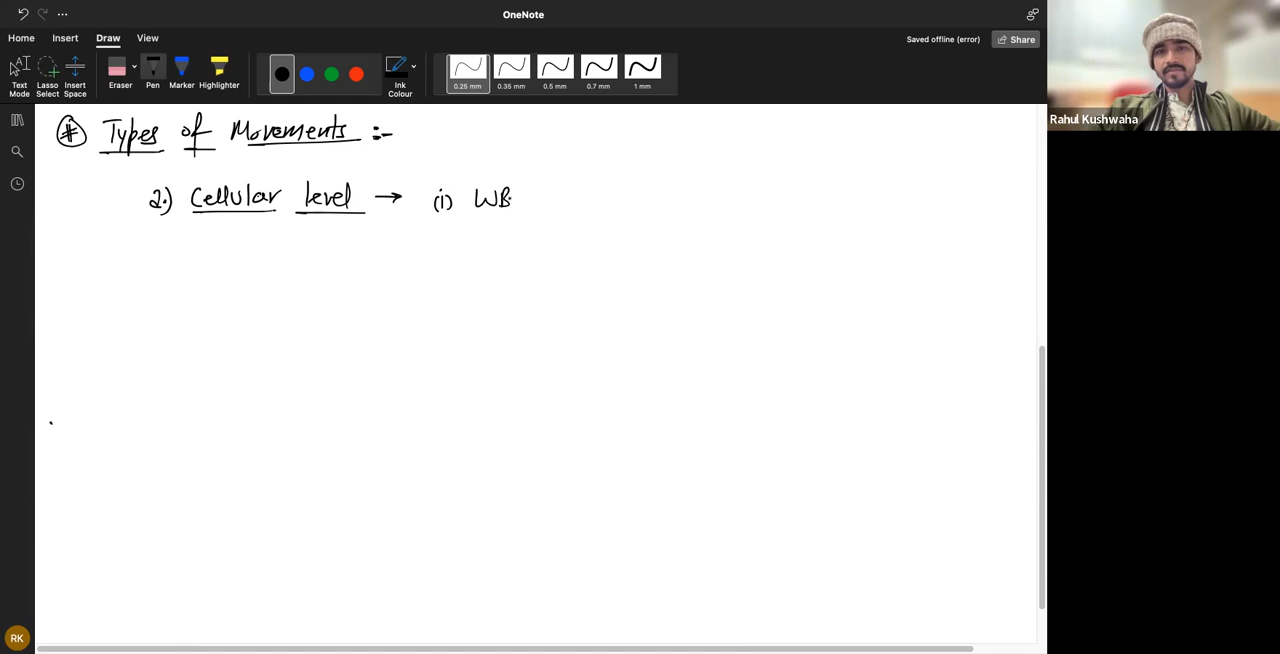 OneNote
Home Insert Draw View
Saved offline (error)
Share
Text Mode
Lasso Select
Insert Space
Eraser
Pen
Marker
Highlighter
Ink Colour
0.25 mm
0.35 mm
0.5 mm
0.7 mm
1 mm
Rahul Kushwaha
# Types of Movements :-
2.) Cellular level → (i) WB
RK